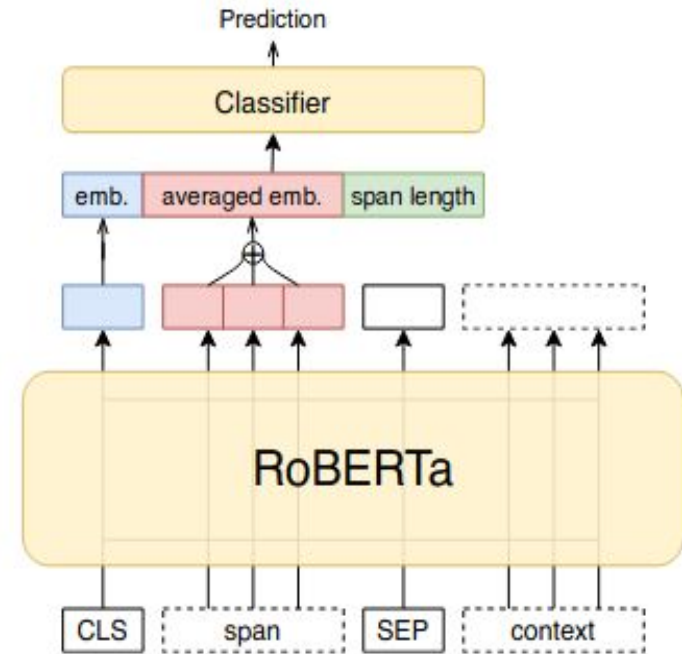 Prediction
Classifier
emb. averaged emb. span length
RoBERTa
CLS span SEP context